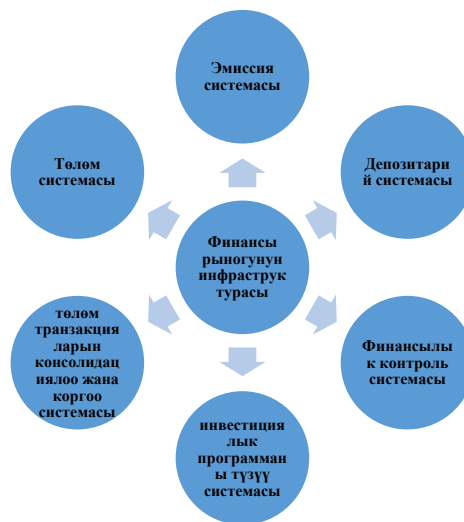 Эмиссия
системасы
Төлөм
системасы
Депозитари
й системасы
Финансы
рыногунун
инфраструк
турасы
төлөм
транзакция
ларын
консолидац
иялоо жана
коргоо
системасы
Финансылы
к контроль
системасы
инвестиция
лык
программан
ы түзүү
системасы